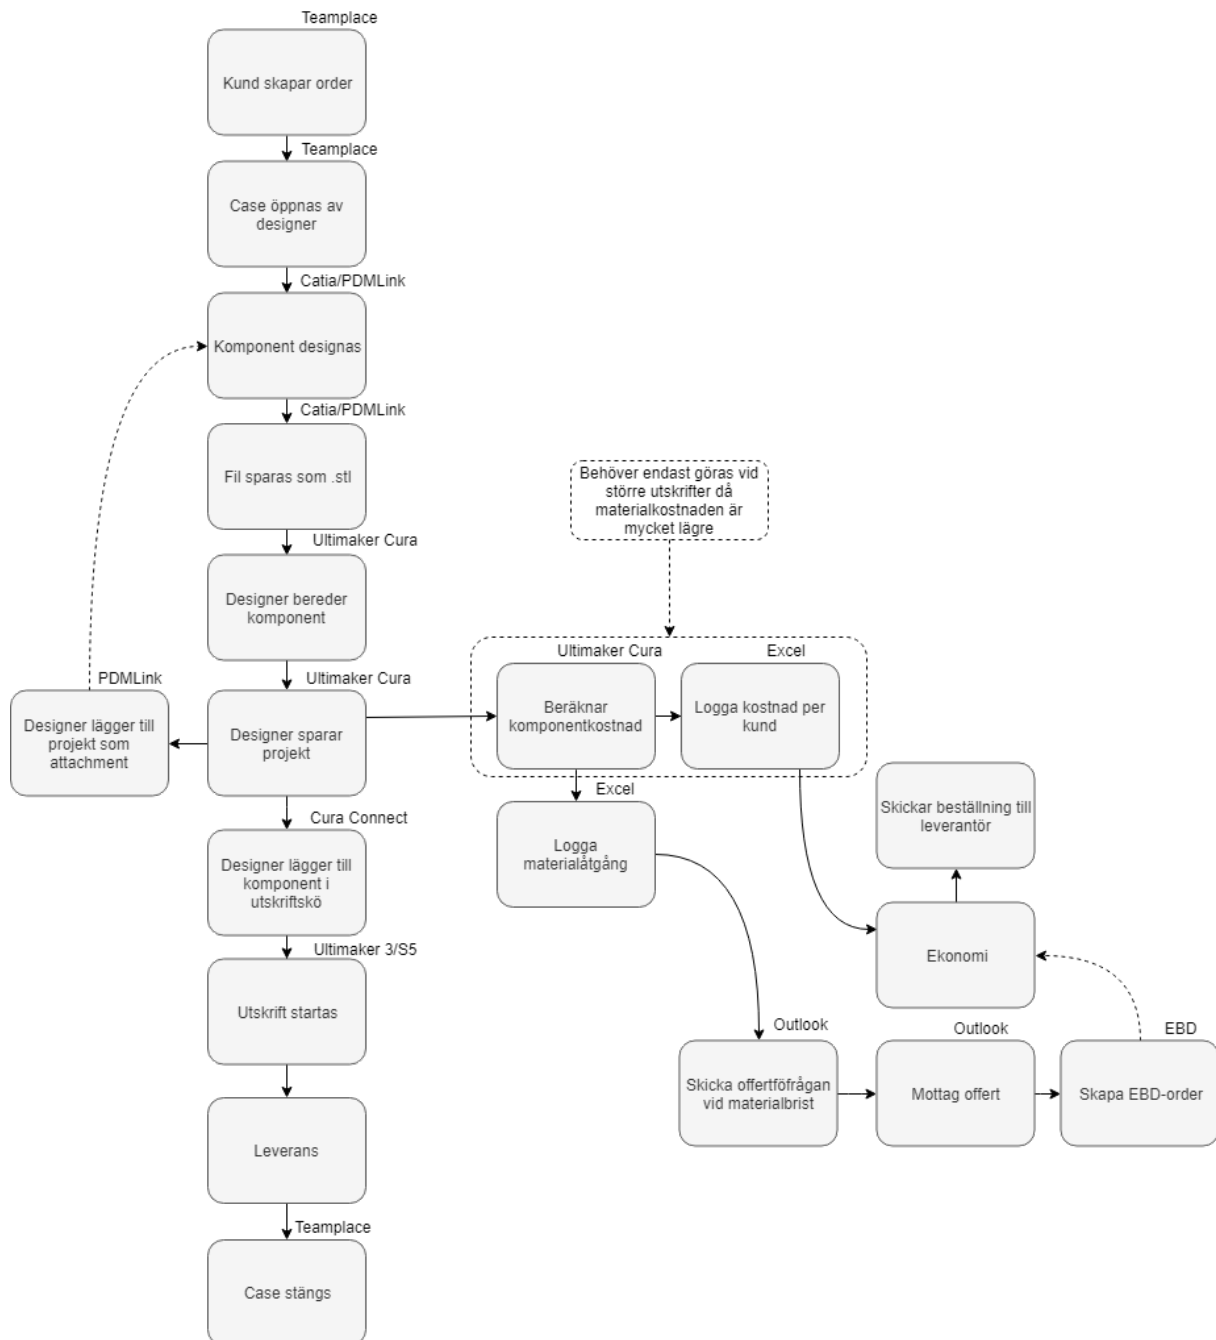 Teamplace
Kund skapar order
Teamplace
Case öppnas av
designer
Catia/PDMLink
Komponent designas
Catia/PDMLink
Fil sparas som .stl
Behöver endast göras vid
större utskrifter då
materialkostnaden är
mycket lägre
Ultimaker Cura
Designer bereder
komponent
Ultimaker Cura
Designer sparar
projekt
PDMLink
Designer lägger till
projekt som
attachment
Ultimaker Cura
Beräknar
komponentkostnad
Excel
Logga kostnad per
kund
Excel
Logga
materialåtgång
Skickar beställning till
leverantör
Ekonomi
Cura Connect
Designer lägger till
komponent i
utskriftskö
Ultimaker 3/S5
Utskrift startas
Outlook
Skicka offertföfrågan
vid materialbrist
Outlook
Mottag offert
EBD
Skapa EBD-order
Leverans
Teamplace
Case stängs